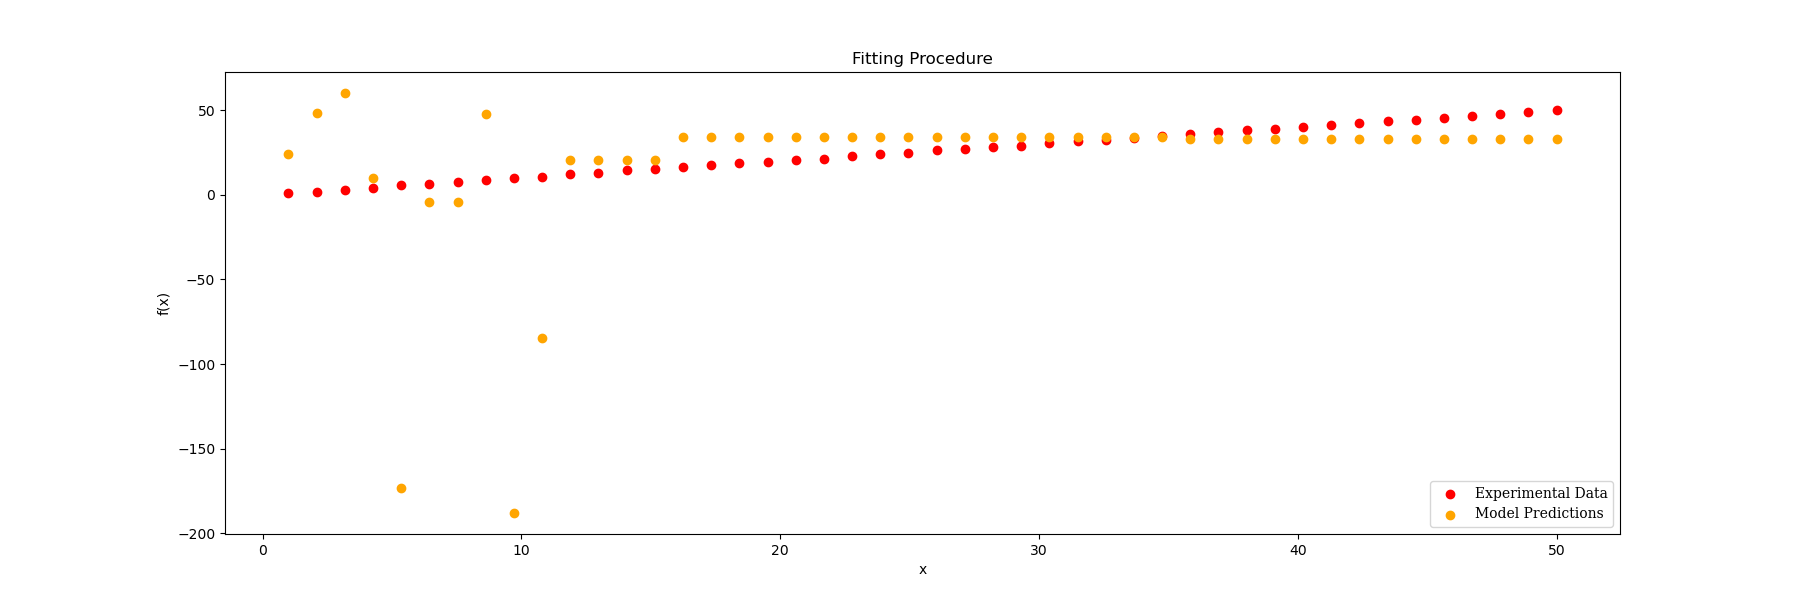 Fitting Procedure
50
0
−50
−100
−150
−200
f(x)
0 10 20 30 40 50
x
Experimental Data
Model Predictions